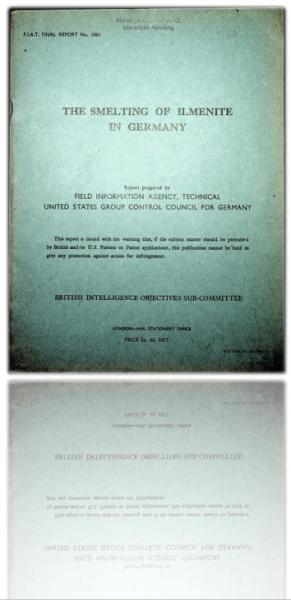 F.I.A.T. FINAL REPORT No.
THE SMELTING OF ILMENITE
IN GERMANY
Report prepared by
FIELD INFORMATION AGENCY, TECHNICAL
UNITED STATES GROUP CONTROL COUNCIL FOR GERMANY
This report is issued with the warning that, if the subject matter should be protected
by British and/or U.S. Patents or Patent applications, this publication cannot be held to
give any protection against action for infringement.
BRITISH INTELLIGENCE OBJECTIVES SUB-COMMITTEE
LONDON—H.M. STATIONERY OFFICE
PRICE 2s. 6d. NET.